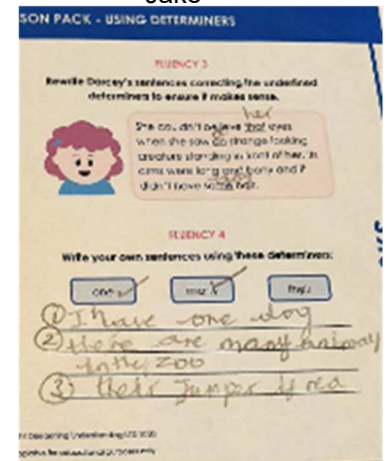 Jake
SON PACK - USING DETERMINERS
FLUENCY 3
Rewrite Darcey's sentences correcting the underlined
determiners to ensure it makes sense.
her
She couldn't believe that eyes
when she saw an strange looking
creature standing in front of her. Its
arms were long and bony and it
didn't have some hair.
FLUENCY 4
Write your own sentences using these determiners:
one
many
their
① I have one dog
② there are many
in the zoo
③ their Jumper is red